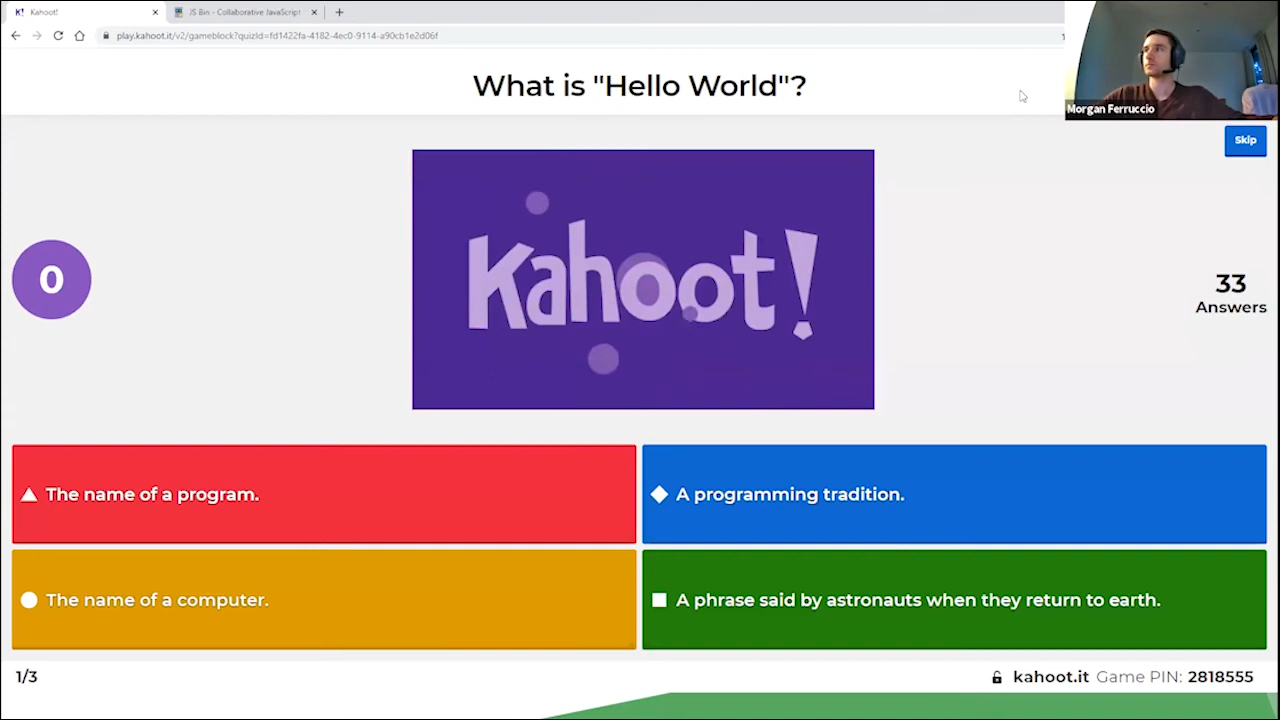 K! Kahoot!
JS Bin - Collaborative JavaScript
play.kahoot.it/v2/gameblock?quizId=fd1422fa-4182-4ec0-9114-a90cb1e2d06f
Morgan Ferruccio
What is "Hello World"?
Skip
Kahoot!
0
33
Answers
The name of a program.
A programming tradition.
The name of a computer.
A phrase said by astronauts when they return to earth.
1/3
kahoot.it Game PIN: 2818555